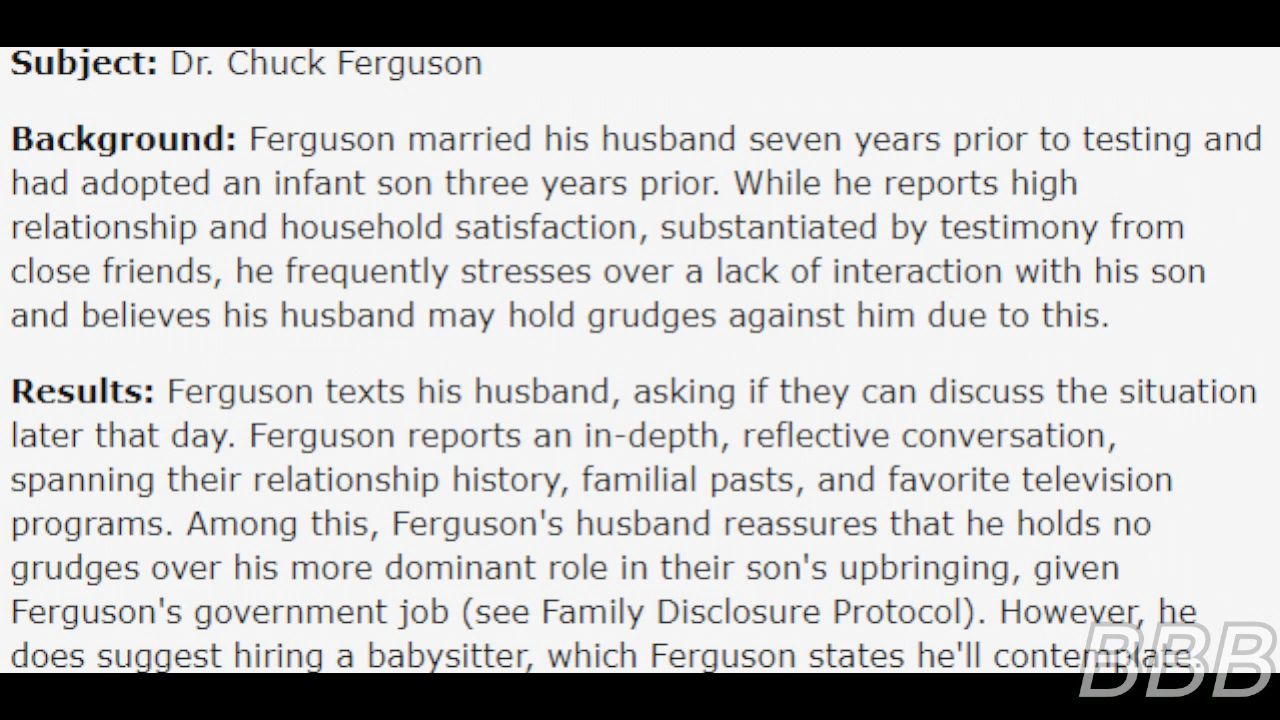 Subject: Dr. Chuck Ferguson
Background: Ferguson married his husband seven years prior to testing and
had adopted an infant son three years prior. While he reports high
relationship and household satisfaction, substantiated by testimony from
close friends, he frequently stresses over a lack of interaction with his son
and believes his husband may hold grudges against him due to this.
Results: Ferguson texts his husband, asking if they can discuss the situation
later that day. Ferguson reports an in-depth, reflective conversation,
spanning their relationship history, familial pasts, and favorite television
programs. Among this, Ferguson's husband reassures that he holds no
grudges over his more dominant role in their son's upbringing, given
Ferguson's government job (see Family Disclosure Protocol). However, he
does suggest hiring a babysitter, which Ferguson states he'll contemplate.
BBB